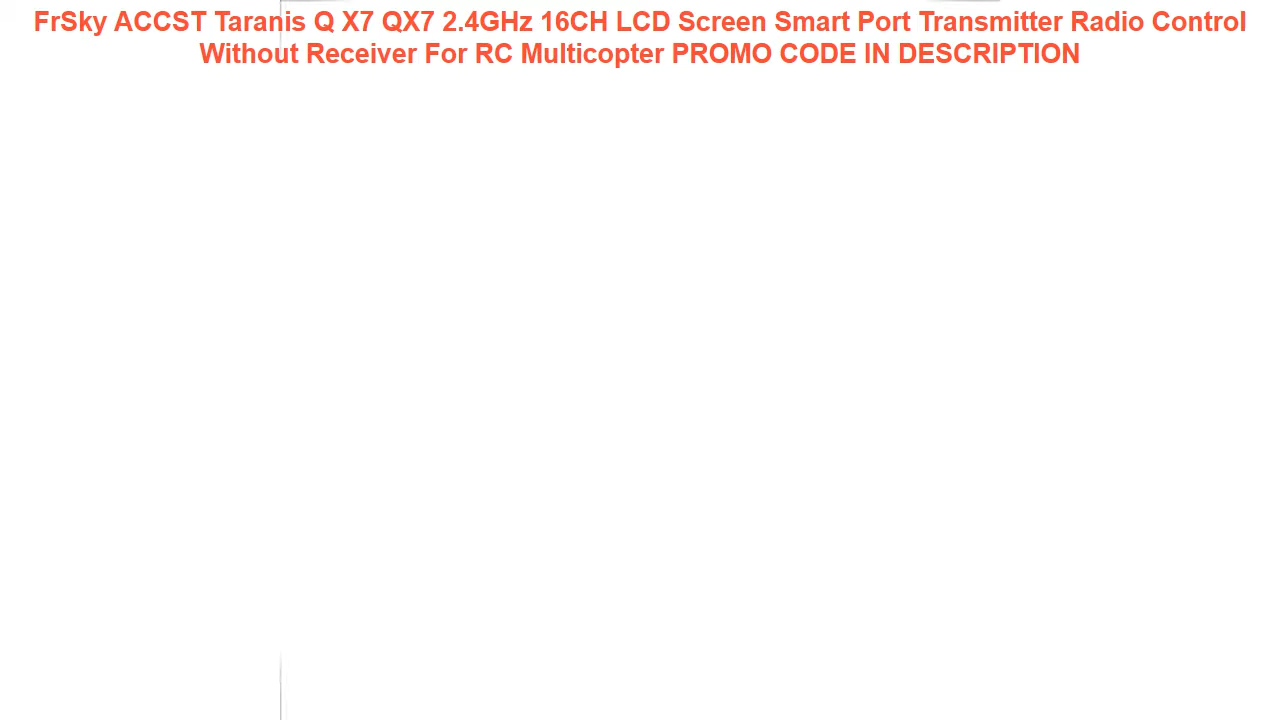 FrSky ACCST Taranis Q X7 QX7 2.4GHz 16CH LCD Screen Smart Port Transmitter Radio Control
Without Receiver For RC Multicopter PROMO CODE IN DESCRIPTION